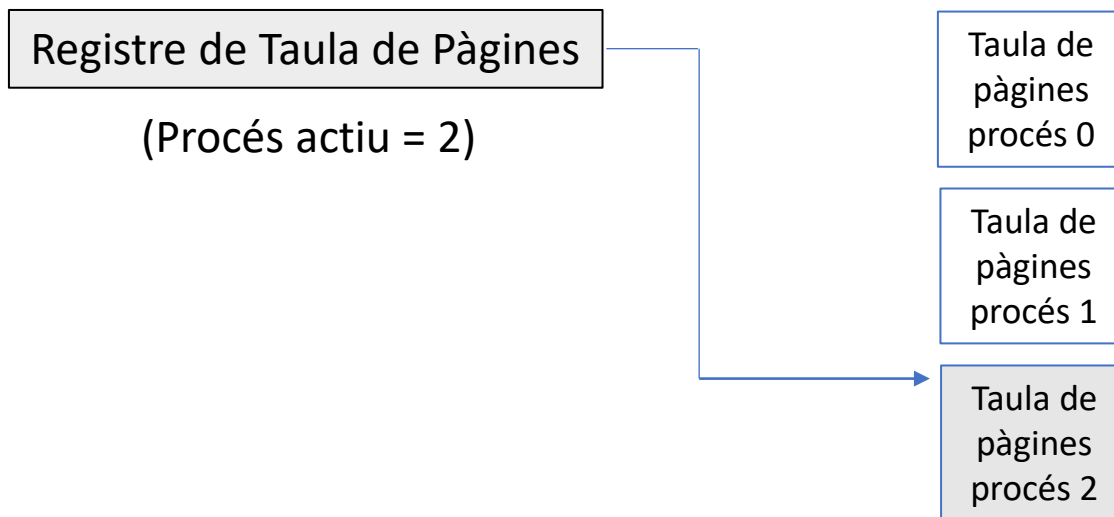 Registre de Taula de Pàgines
(Procés actiu = 2)
Taula de
pàgines
procés 0
Taula de
pàgines
procés 1
Taula de
pàgines
procés 2